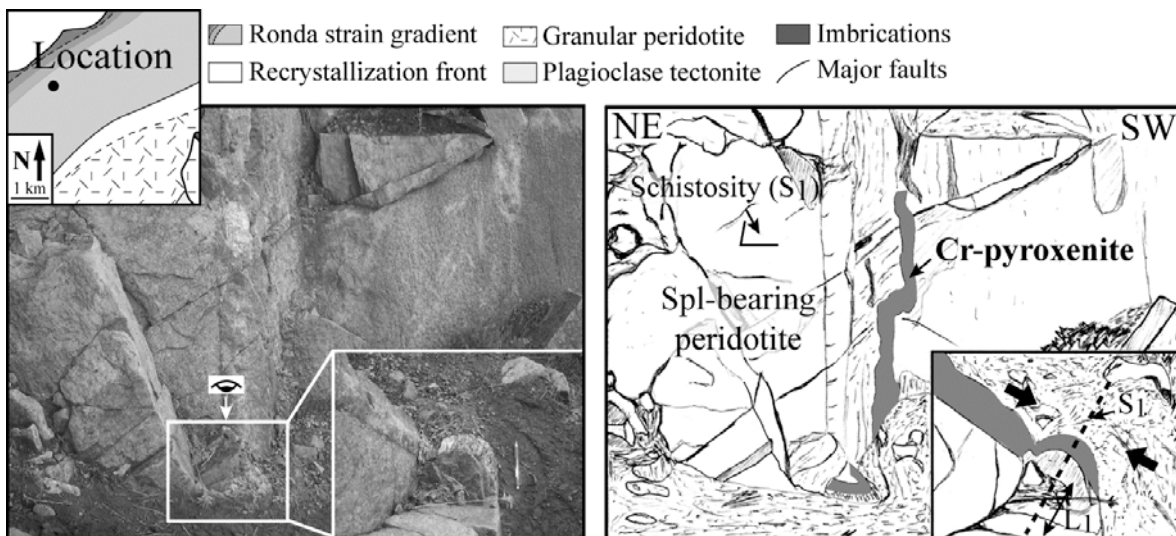 Location
N
1 km
Ronda strain gradient
Granular peridotite
Imbrications
Recrystallization front
Plagioclase tectonite
Major faults
NE
SW
Schistosity (S1)
Cr-pyroxenite
Spl-bearing
peridotite
S1
L1